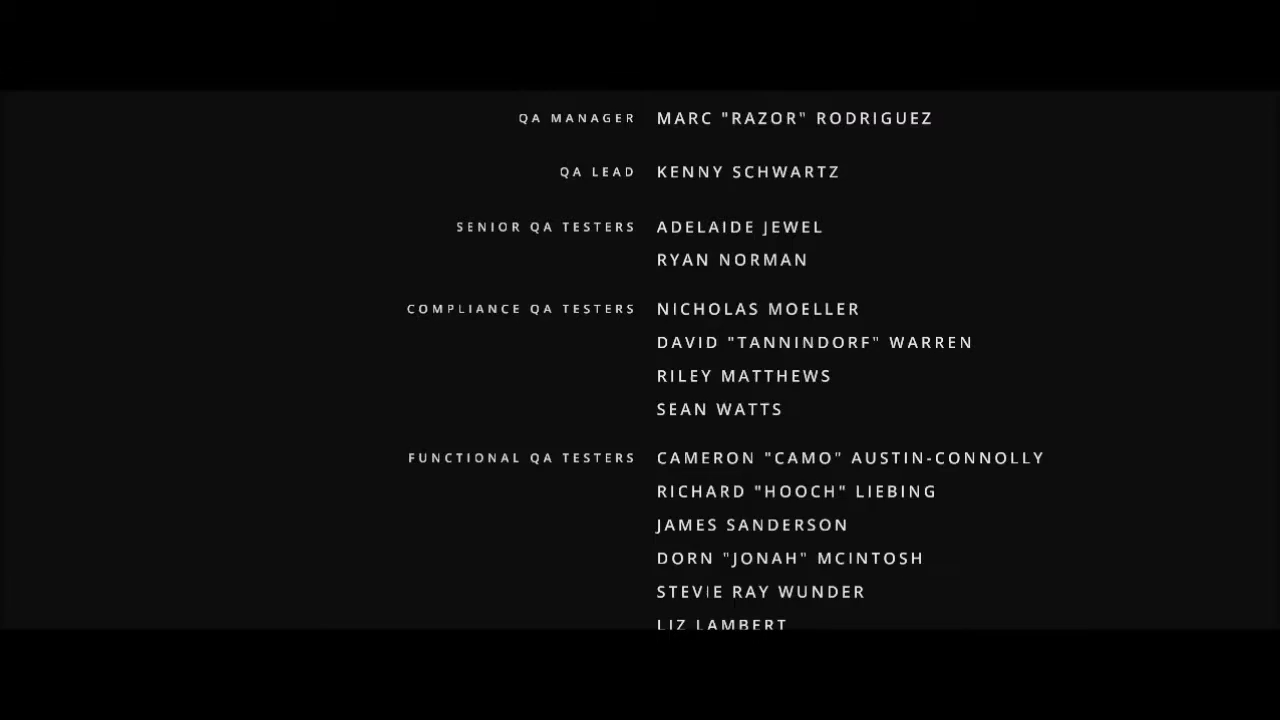 QA MANAGER MARC "RAZOR" RODRIGUEZ
QA LEAD KENNY SCHWARTZ
SENIOR QA TESTERS ADELAIDE JEWEL
RYAN NORMAN
COMPLIANCE QA TESTERS NICHOLAS MOELLER
DAVID "TANNINDORF" WARREN
RILEY MATTHEWS
SEAN WATTS
FUNCTIONAL QA TESTERS CAMERON "CAMO" AUSTIN-CONNOLLY
RICHARD "HOOCH" LIEBING
JAMES SANDERSON
DORN "JONAH" MCINTOSH
STEVIE RAY WUNDER
LIZ LAMBERT